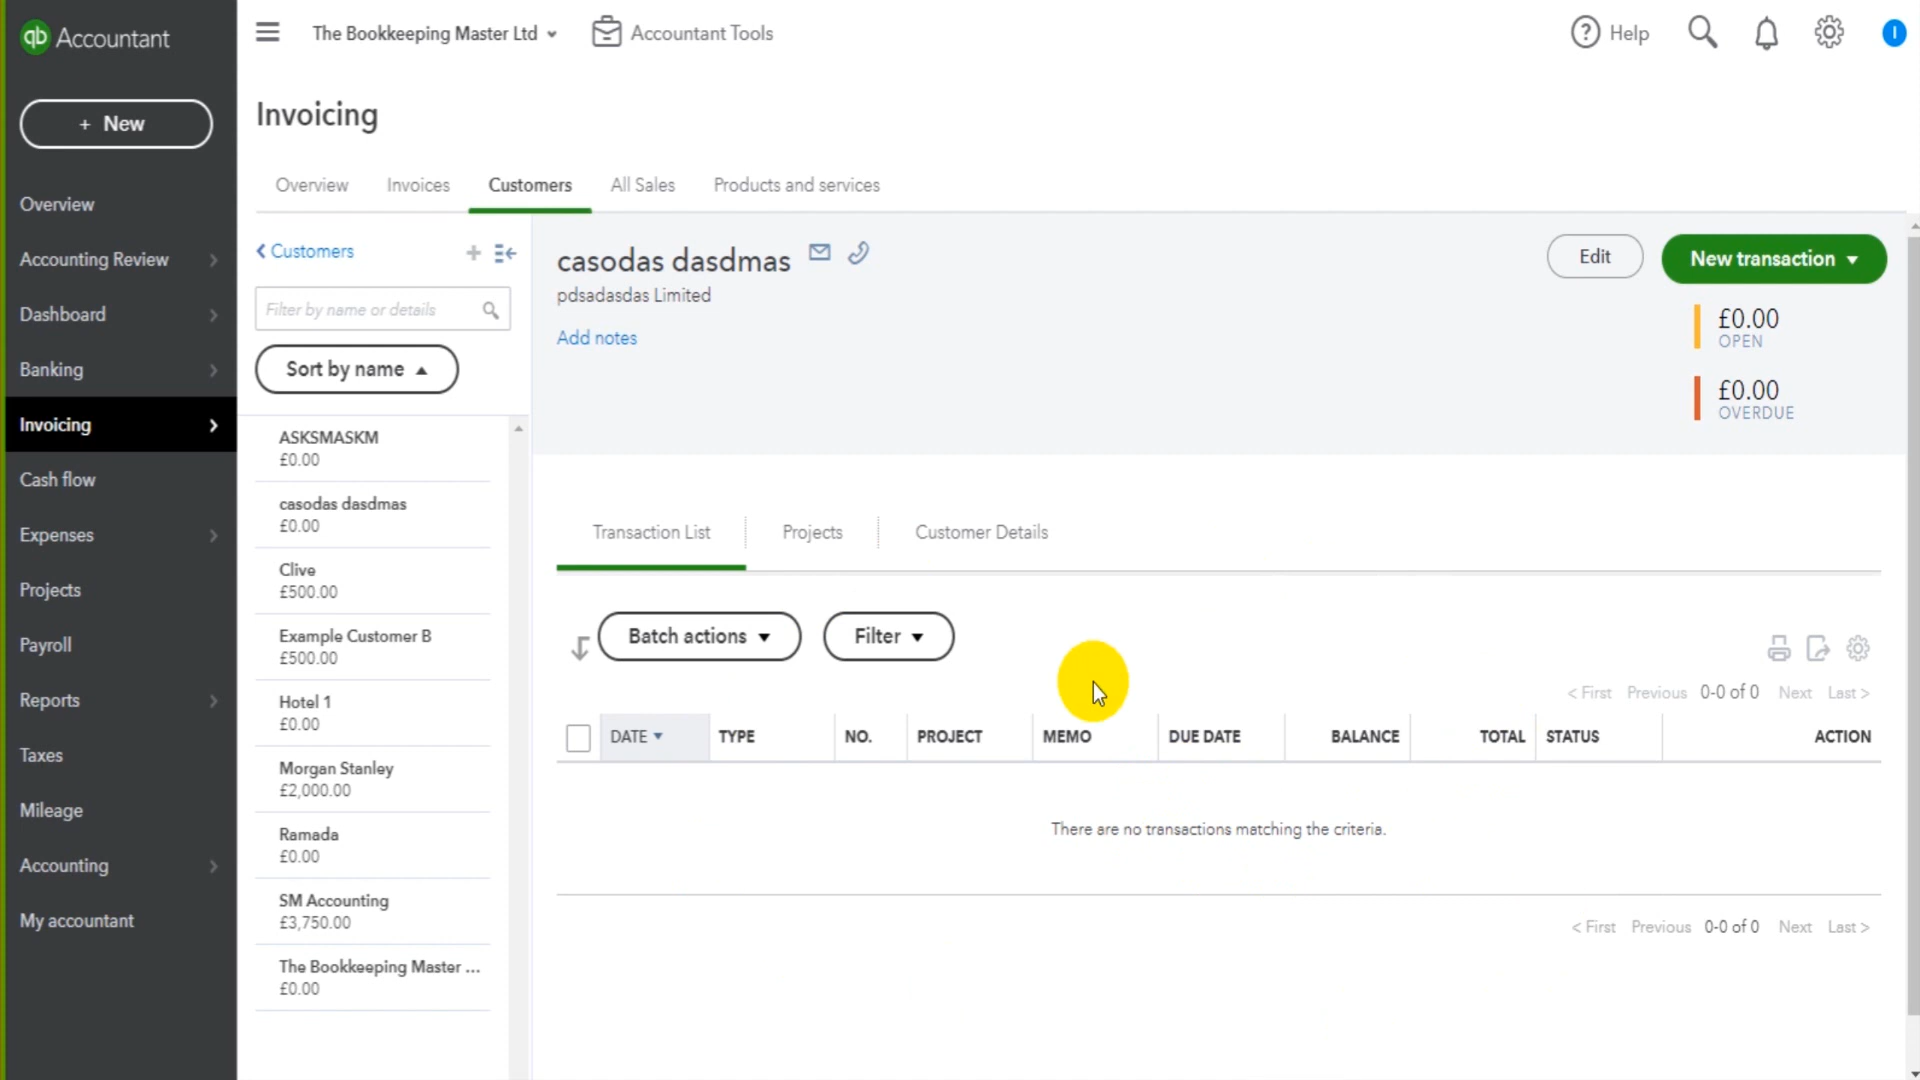 qb Accountant
The Bookkeeping Master Ltd
Accountant Tools
Help
I
+ New
Overview
Accounting Review
Dashboard
Banking
Invoicing
Cash flow
Expenses
Projects
Payroll
Reports
Taxes
Mileage
Accounting
My accountant
Invoicing
Overview Invoices Customers All Sales Products and services
Customers
Filter by name or details
Sort by name
ASKSMASKM
£0.00
casodas dasdmas
£0.00
Clive
£500.00
Example Customer B
£500.00
Hotel 1
£0.00
Morgan Stanley
£2,000.00
Ramada
£0.00
SM Accounting
£3,750.00
The Bookkeeping Master ...
£0.00
casodas dasdmas
pdsadasdas Limited
Add notes
Edit
New transaction
£0.00
OPEN
£0.00
OVERDUE
Transaction List Projects Customer Details
Batch actions Filter
< First Previous 0-0 of 0 Next Last >
DATE TYPE NO. PROJECT MEMO DUE DATE BALANCE TOTAL STATUS ACTION
There are no transactions matching the criteria.
< First Previous 0-0 of 0 Next Last >